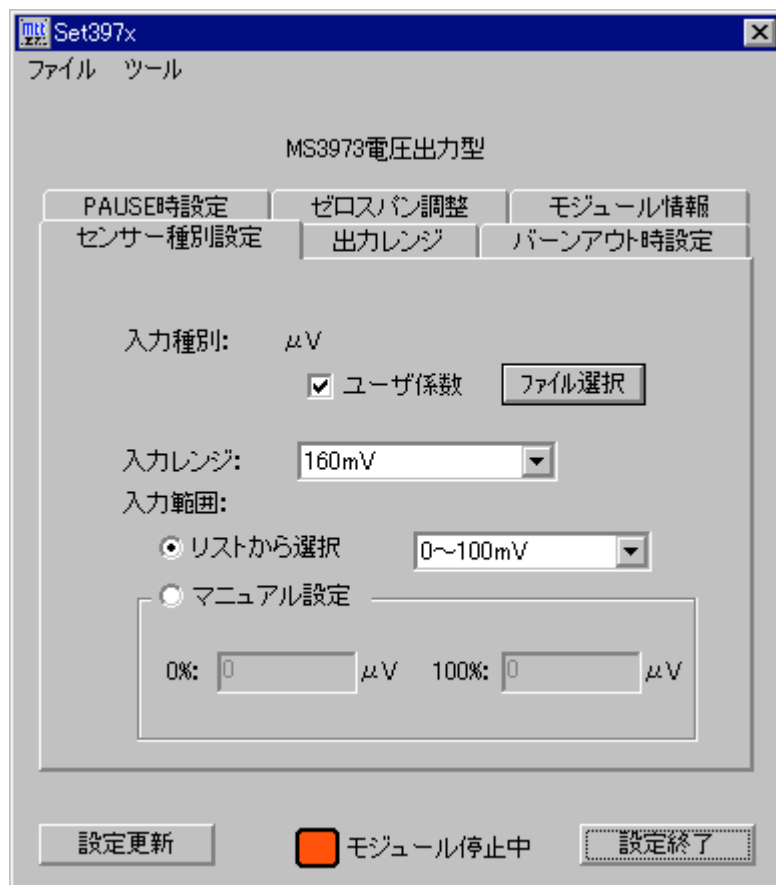 Set397x
ファイル ツール
MS3973電圧出力型
PAUSE時設定 ゼロスパン調整 モジュール情報
センサー種別設定 出力レンジ バーンアウト時設定
入力種別: μV
ユーザ係数 ファイル選択
入力レンジ: 160mV
入力範囲:
リストから選択 0～100mV
マニュアル設定
0%: 0 μV 100%: 0 μV
設定更新 モジュール停止中 設定終了